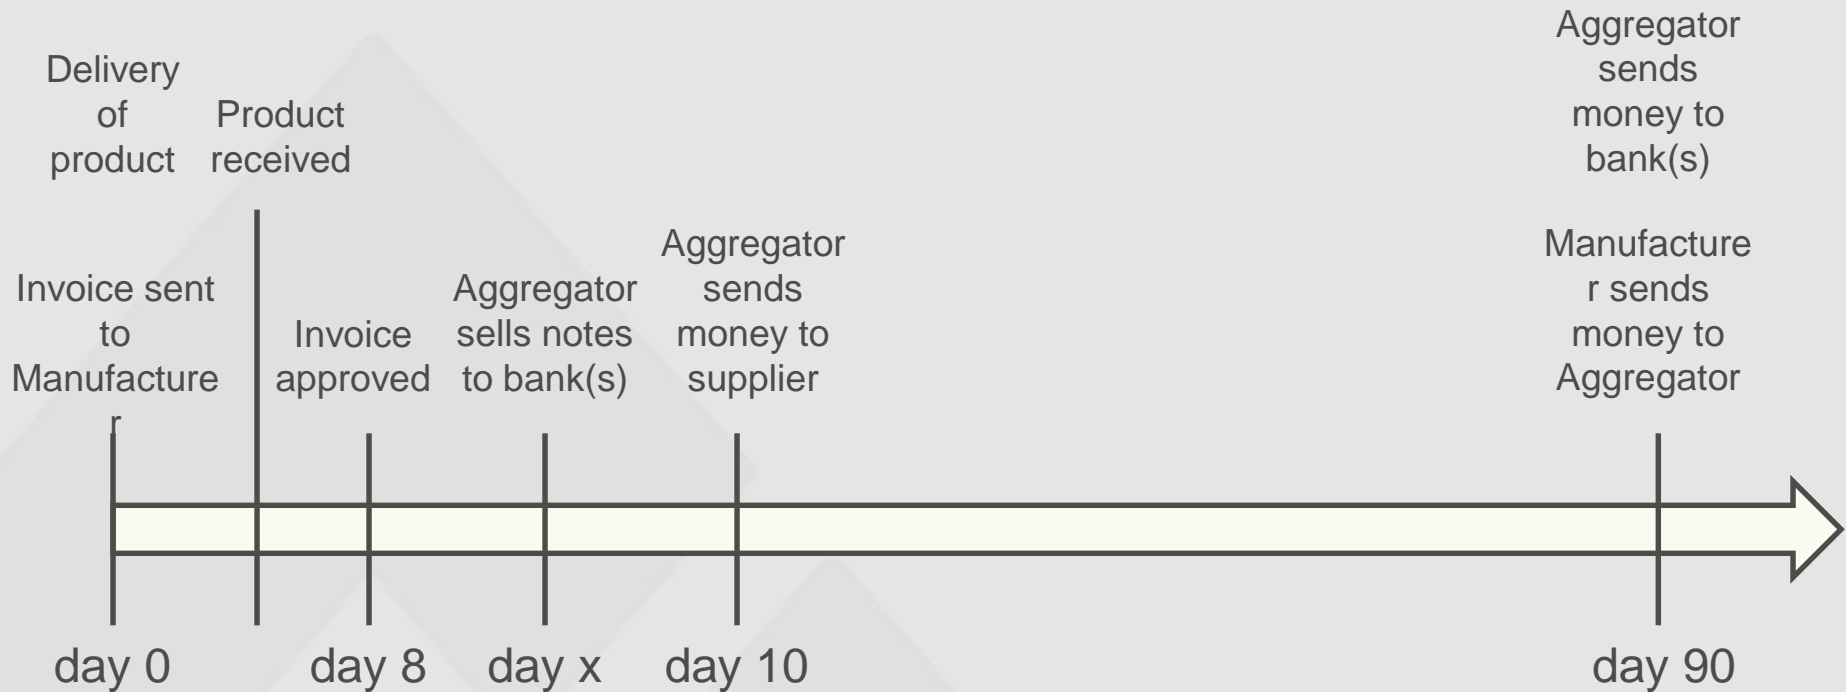 Delivery
of
product
Product
received
Invoice sent
to
Manufacture
r
Invoice
approved
Aggregator
sells notes
to bank(s)
Aggregator
sends
money to
supplier
Aggregator
sends
money to
bank(s)
Manufacture
r sends
money to
Aggregator
day 0
day 8
day x
day 10
day 90